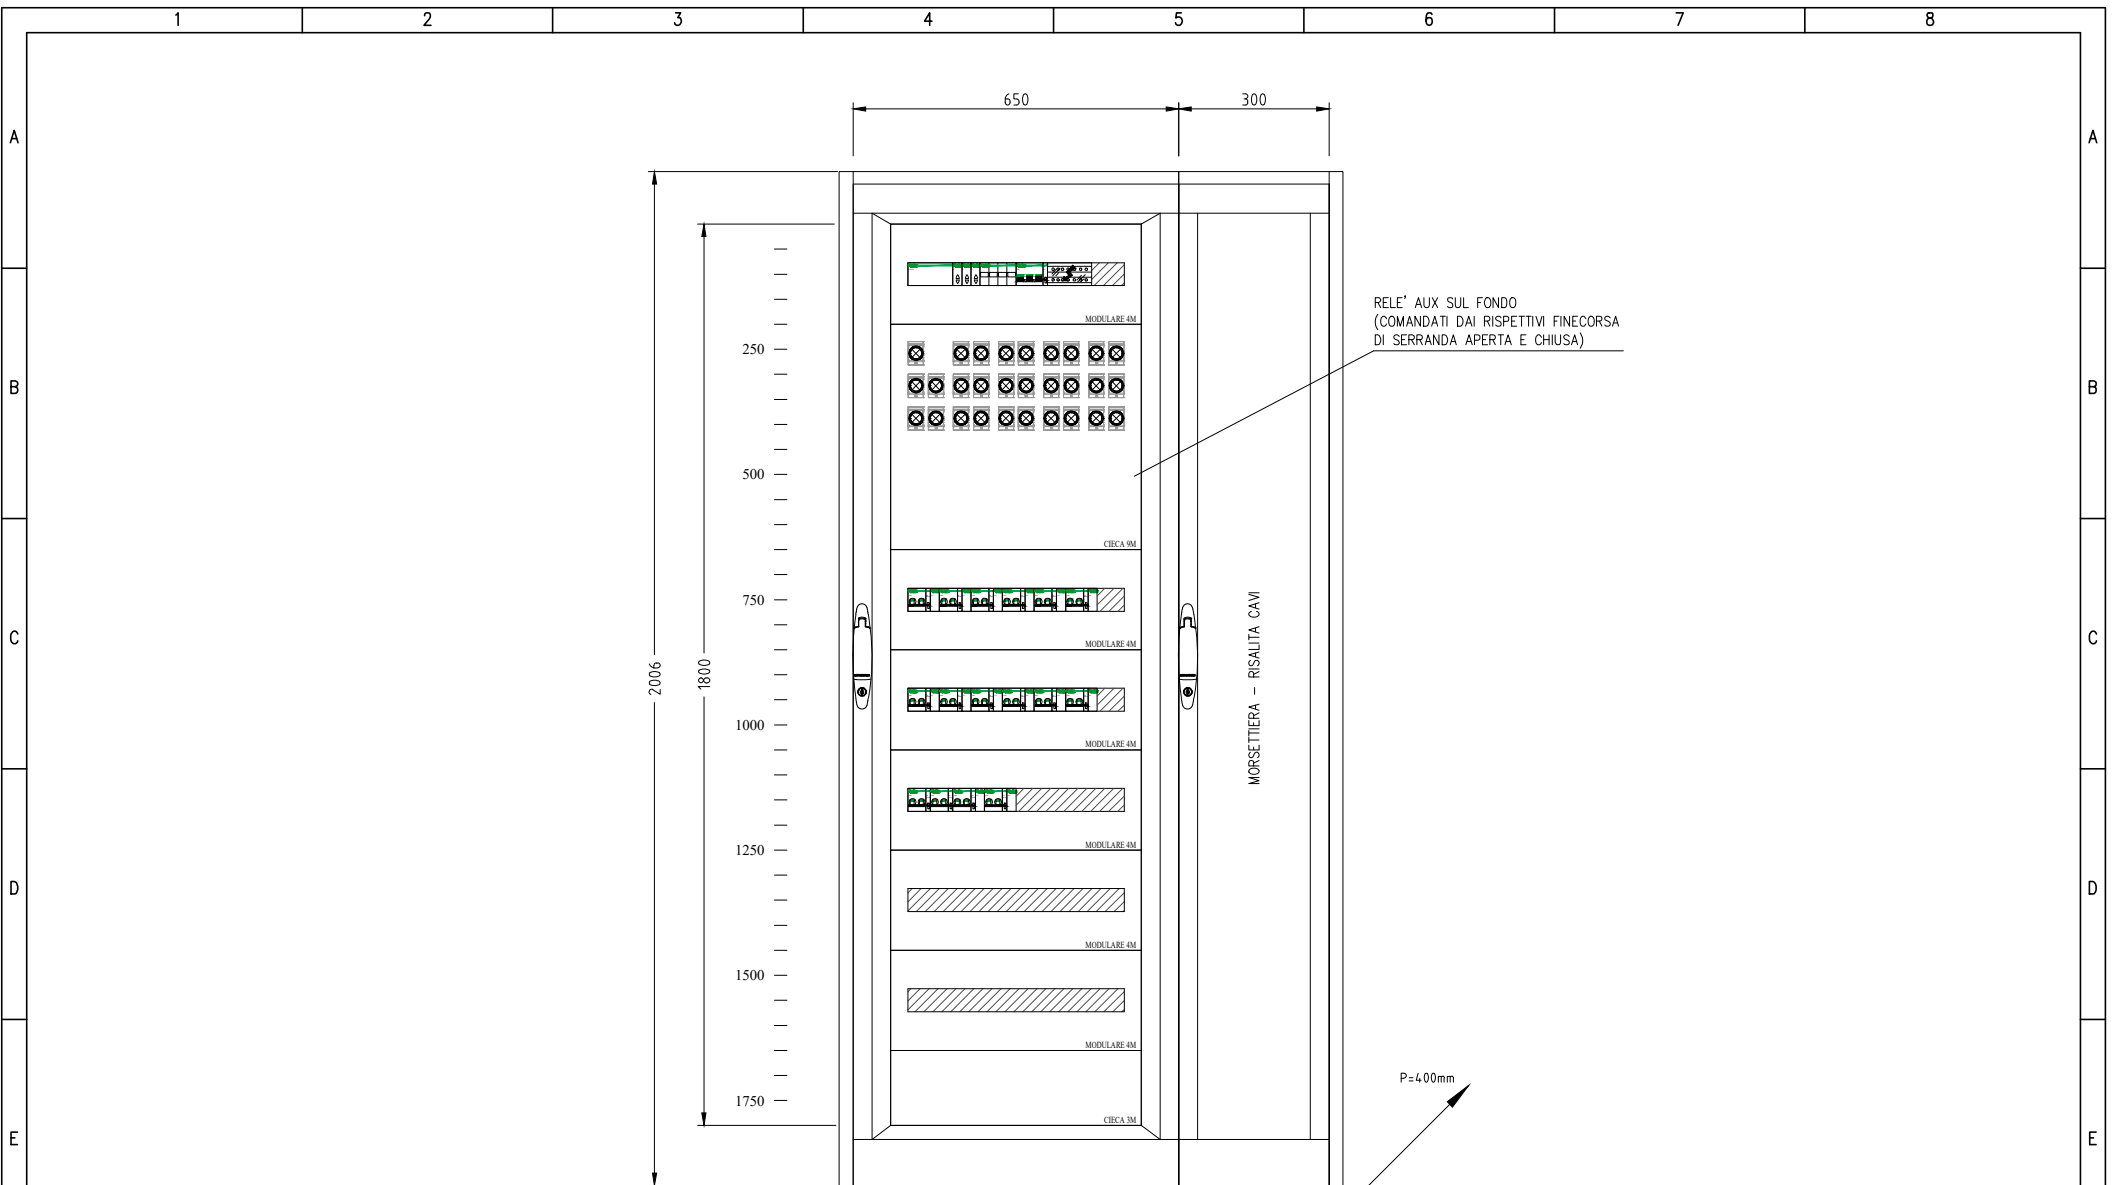 1 2 3 4 5 6 7 8
650 300
A A
RELE' AUX SUL FONDO
(COMANDATI DAI RISPETTIVI FINECORSA
DI SERRANDA APERTA E CHIUSA)
MODULARE 4M
250
B B
500
CIECA 9M
750
MODULARE 4M
C C
2006
1800
MORSETTIERA - RISALITA CAVI
1000
MODULARE 4M
1250
MODULARE 4M
D D
MODULARE 4M
1500
MODULARE 4M
P=400mm
1750
CIECA 3M
E E